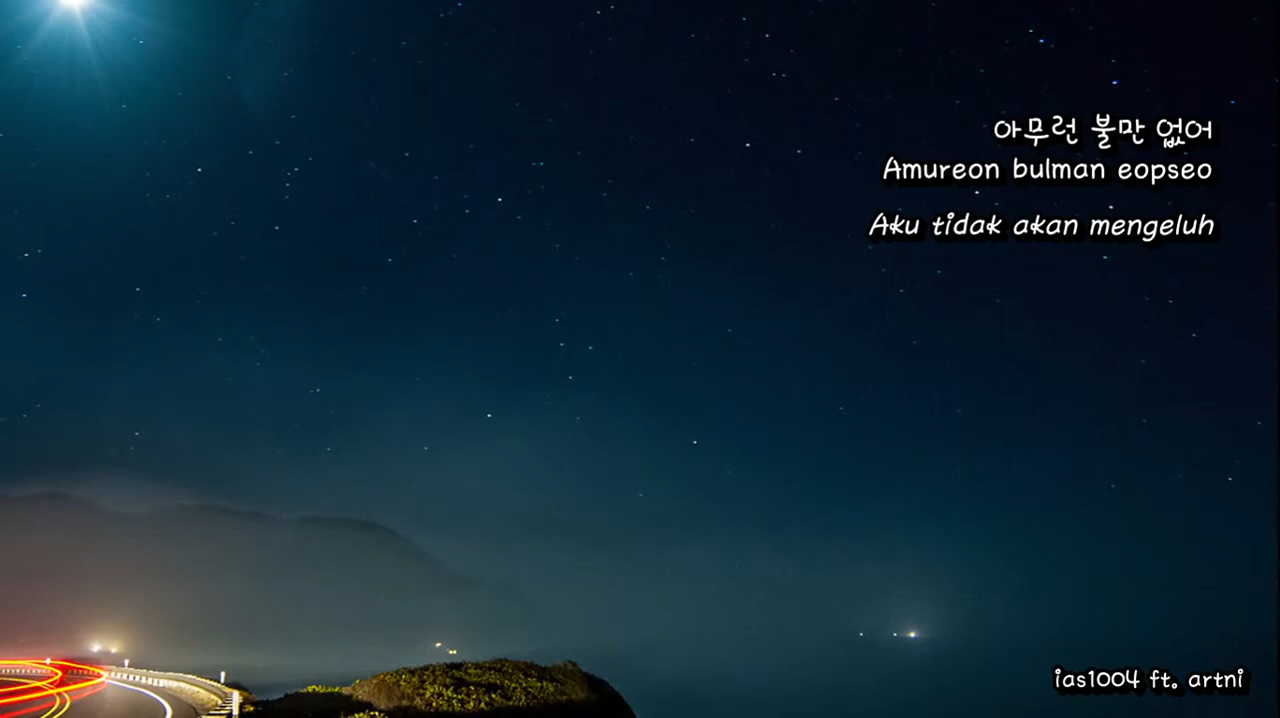 아무런 불만 없어
Amureon bulman eopseo
Aku tidak akan mengeluh
ias1004 ft. artni